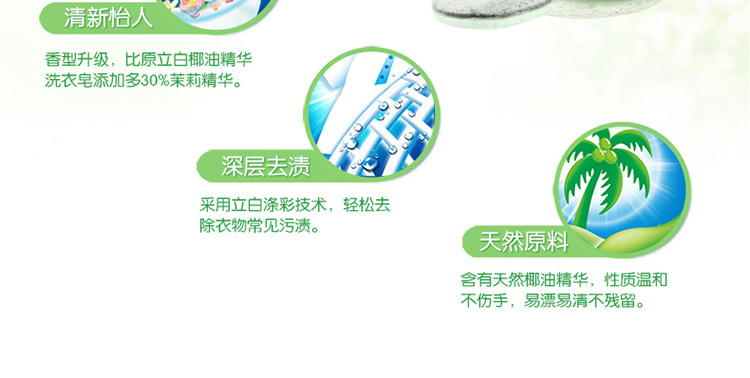 清新怡人
香型升级，比原立白椰油精华
洗衣皂添加多30%茉莉精华。
深层去渍
采用立白涤彩技术，轻松去
除衣物常见污渍。
天然原料
含有天然椰油精华，性质温和
不伤手，易漂易清不残留。